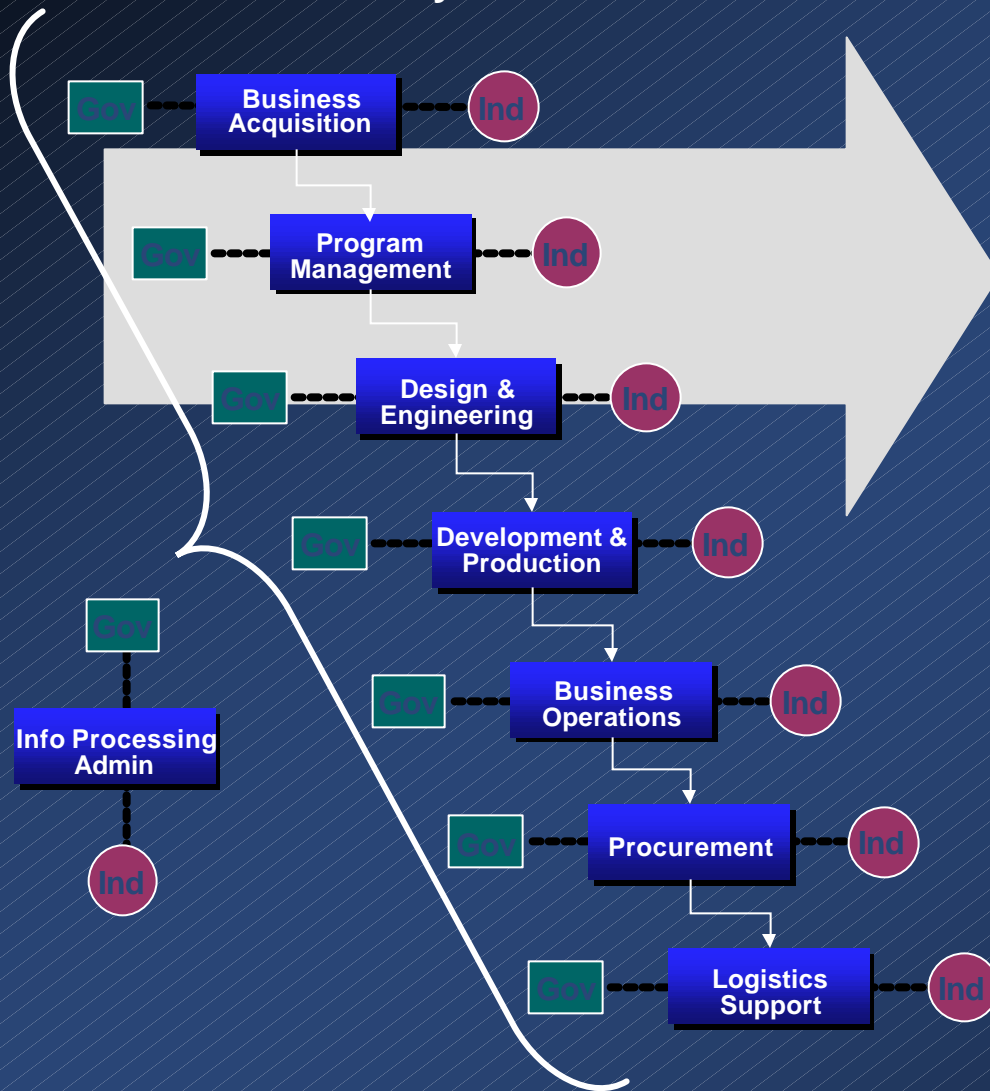 Gov
Business
Acquisition
Ind
Gov
Program
Management
Ind
Gov
Design &
Engineering
Ind
Gov
Development &
Production
Ind
Gov
Info Processing
Admin
Ind
Gov
Business
Operations
Ind
Gov
Procurement
Ind
Gov
Logistics
Support
Ind